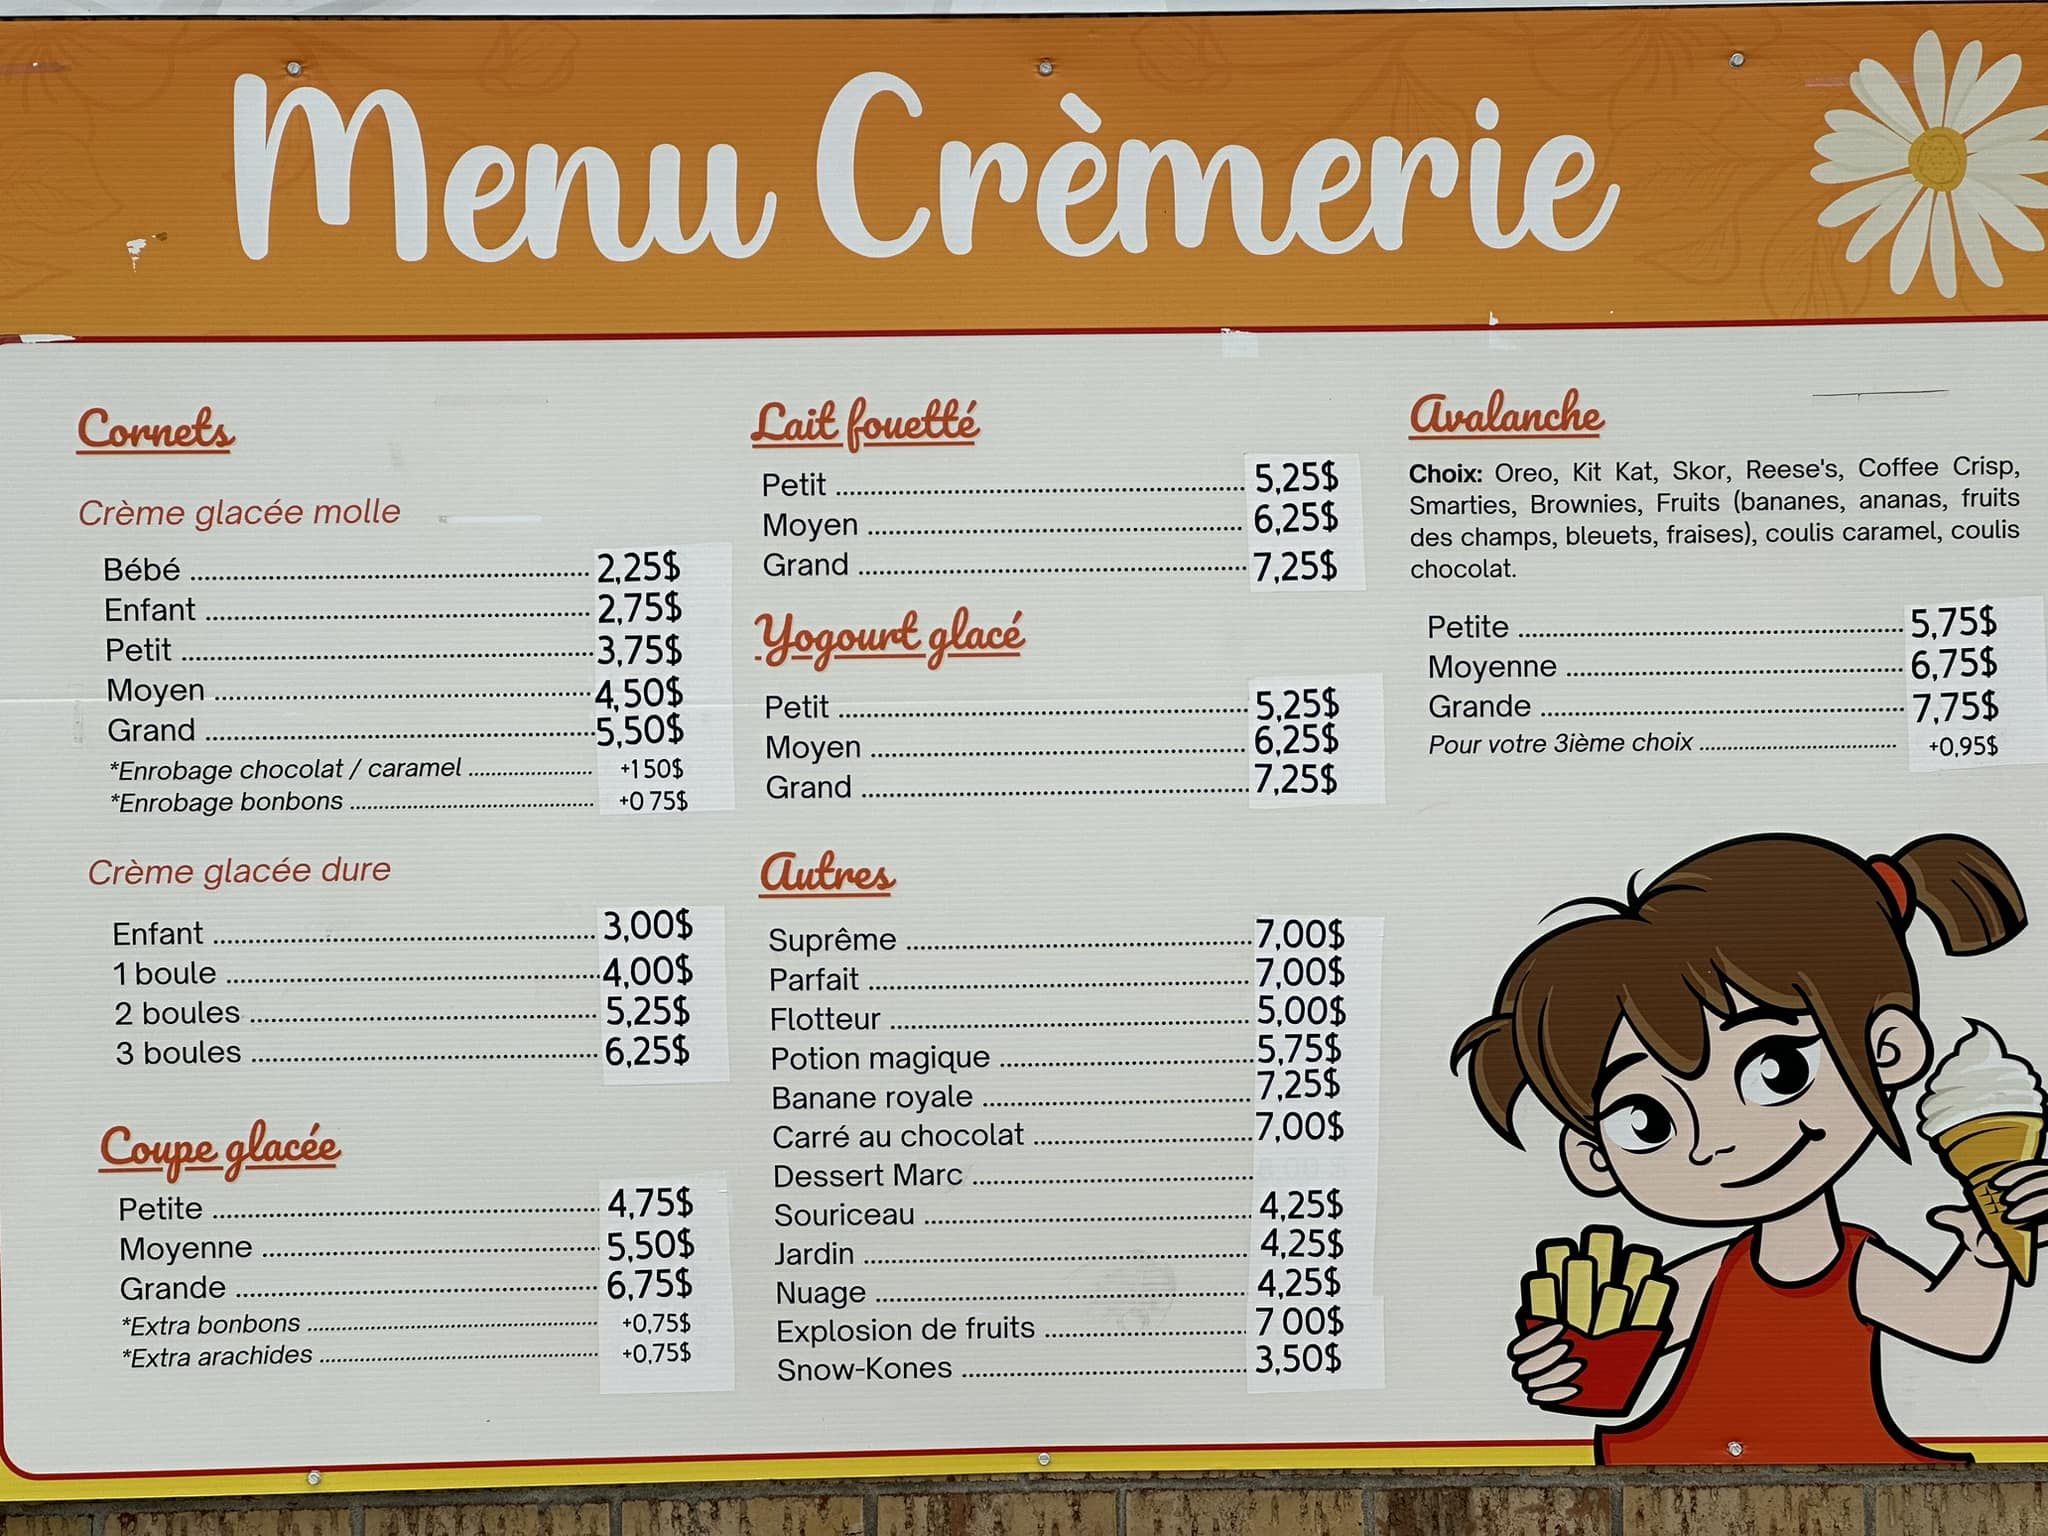 Menu Crèmerie
Cornets
Crème glacée molle
Bébé 2,25$
Enfant 2,75$
Petit 3,75$
Moyen 4,50$
Grand 5,50$
*Enrobage chocolat / caramel +1 50$
*Enrobage bonbons +0 75$
Crème glacée dure
Enfant 3,00$
1 boule 4,00$
2 boules 5,25$
3 boules 6,25$
Coupe glacée
Petite 4,75$
Moyenne 5,50$
Grande 6,75$
*Extra bonbons +0,75$
*Extra arachides +0,75$
Lait fouetté
Petit 5,25$
Moyen 6,25$
Grand 7,25$
Yogourt glacé
Petit 5,25$
Moyen 6,25$
Grand 7,25$
Autres
Suprême 7,00$
Parfait 7,00$
Flotteur 5,00$
Potion magique 5,75$
Banane royale 7,25$
Carré au chocolat 7,00$
Dessert Marc
Souriceau 4,25$
Jardin 4,25$
Nuage 4,25$
Explosion de fruits 7 00$
Snow-Kones 3,50$
Avalanche
Choix: Oreo, Kit Kat, Skor, Reese's, Coffee Crisp,
Smarties, Brownies, Fruits (bananes, ananas, fruits
des champs, bleuets, fraises), coulis caramel, coulis
chocolat.
Petite 5,75$
Moyenne 6,75$
Grande 7,75$
Pour votre 3ième choix +0,95$